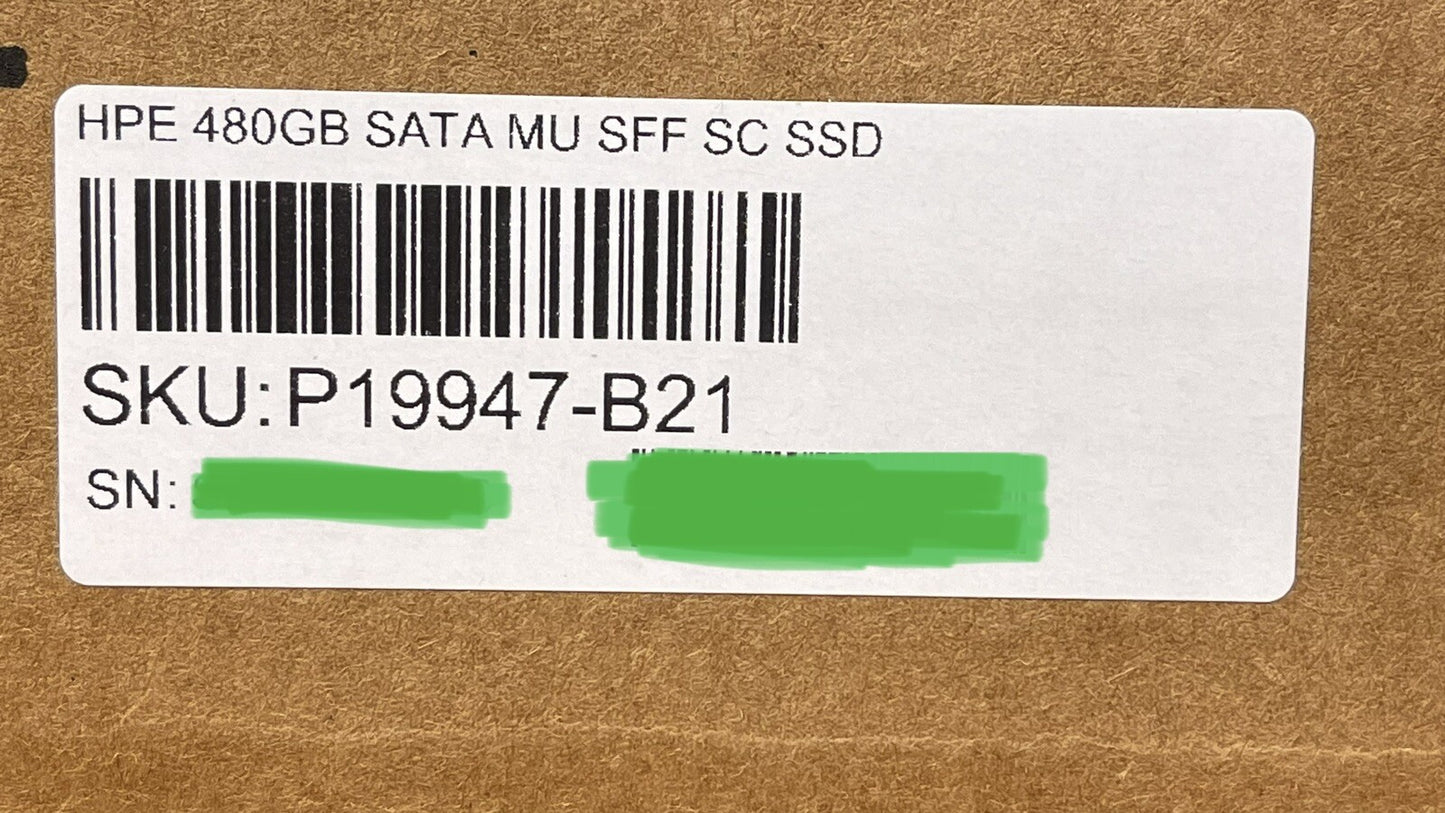 HPE 480GB SATA MU SFF SC SSD
SKU:P19947-B21
SN: